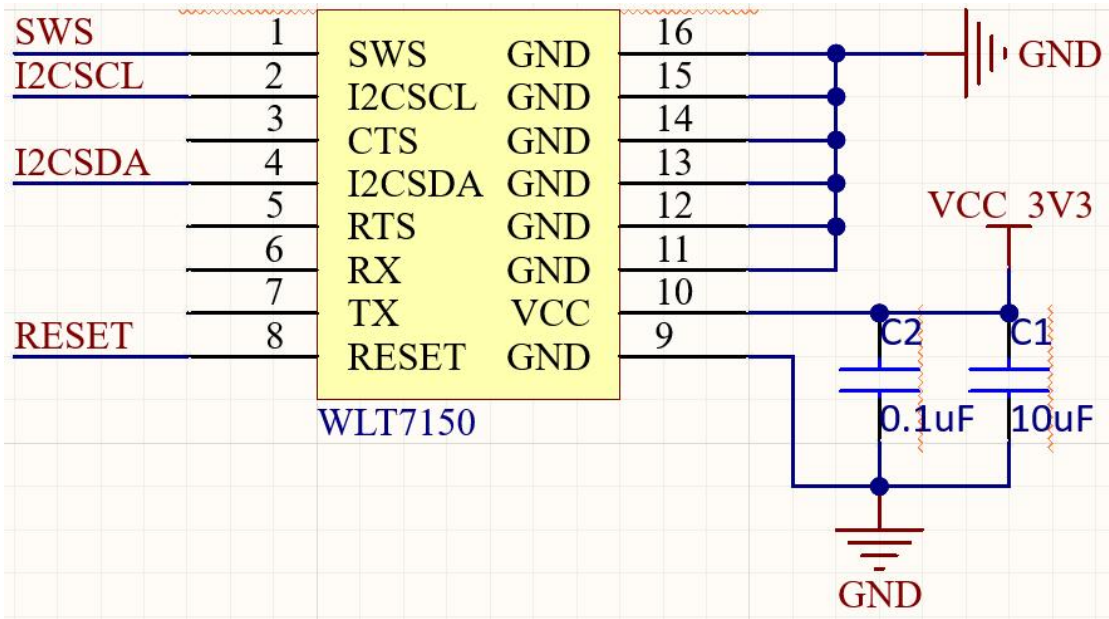 SWS 1 SWS GND 16
I2CSCL 2 I2CSCL GND 15
3 CTS GND 14
I2CSDA 4 I2CSDA GND 13
5 RTS GND 12
6 RX GND 11
7 TX VCC 10
RESET 8 RESET GND 9
WLT7150
GND
VCC_3V3
C2 C1
0.1uF 10uF
GND